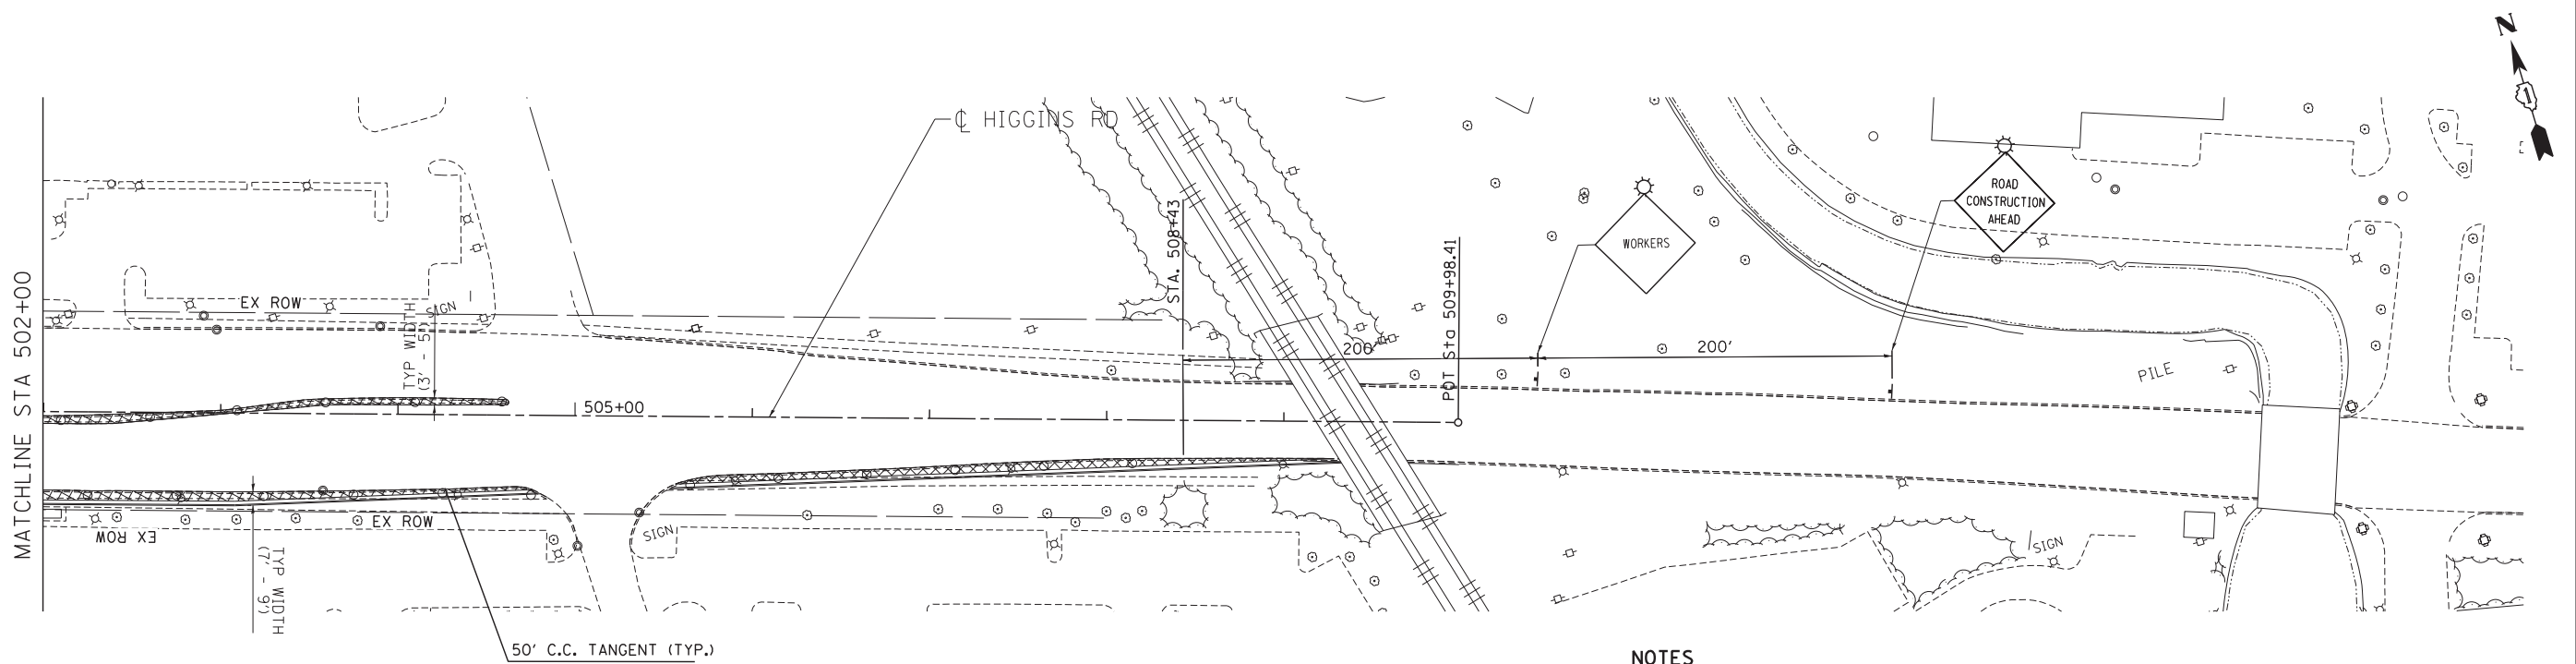 N
1
℄ HIGGINS RD
MATCHLINE STA 502+00
EX ROW
SIGN
TYP WIDTH
(3' - 5')
STA. 508+43
POT Sta 509+98.41
WORKERS
ROAD
CONSTRUCTION
AHEAD
200'
200'
PILE
505+00
EX ROW
EX ROW
TYP WIDTH
(7' - 9')
SIGN
SIGN
50' C.C. TANGENT (TYP.)
NOTES